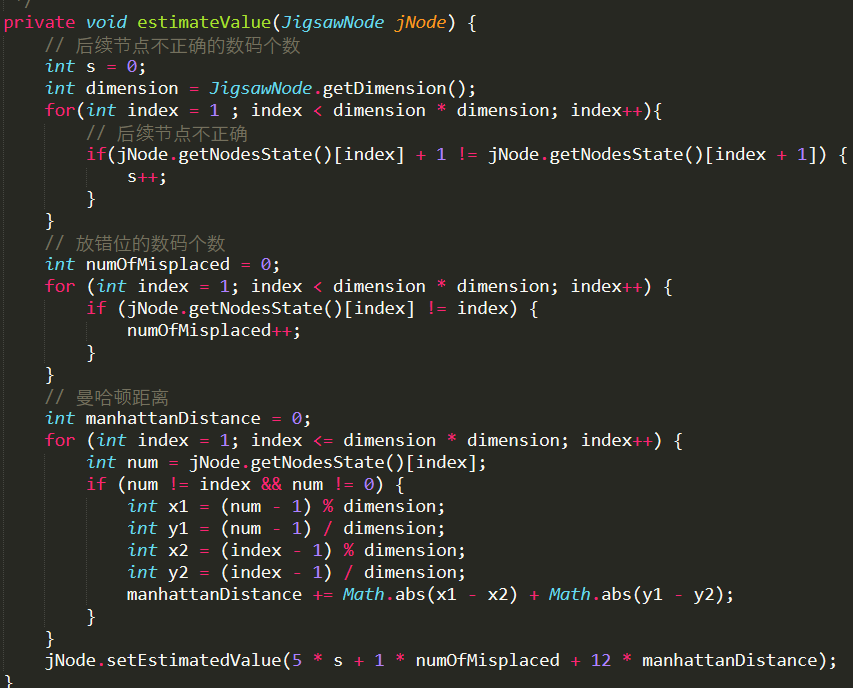 */
private void estimateValue(JigsawNode jNode) {
    // 后续节点不正确的数码个数
    int s = 0;
    int dimension = JigsawNode.getDimension();
    for(int index = 1 ; index < dimension * dimension; index++){
        // 后续节点不正确
        if(jNode.getNodesState()[index] + 1 != jNode.getNodesState()[index + 1]) {
            s++;
        }
    }
    // 放错位的数码个数
    int numOfMisplaced = 0;
    for (int index = 1; index < dimension * dimension; index++) {
        if (jNode.getNodesState()[index] != index) {
            numOfMisplaced++;
        }
    }
    // 曼哈顿距离
    int manhattanDistance = 0;
    for (int index = 1; index <= dimension * dimension; index++) {
        int num = jNode.getNodesState()[index];
        if (num != index && num != 0) {
            int x1 = (num - 1) % dimension;
            int y1 = (num - 1) / dimension;
            int x2 = (index - 1) % dimension;
            int y2 = (index - 1) / dimension;
            manhattanDistance += Math.abs(x1 - x2) + Math.abs(y1 - y2);
        }
    }
    jNode.setEstimatedValue(5 * s + 1 * numOfMisplaced + 12 * manhattanDistance);
}